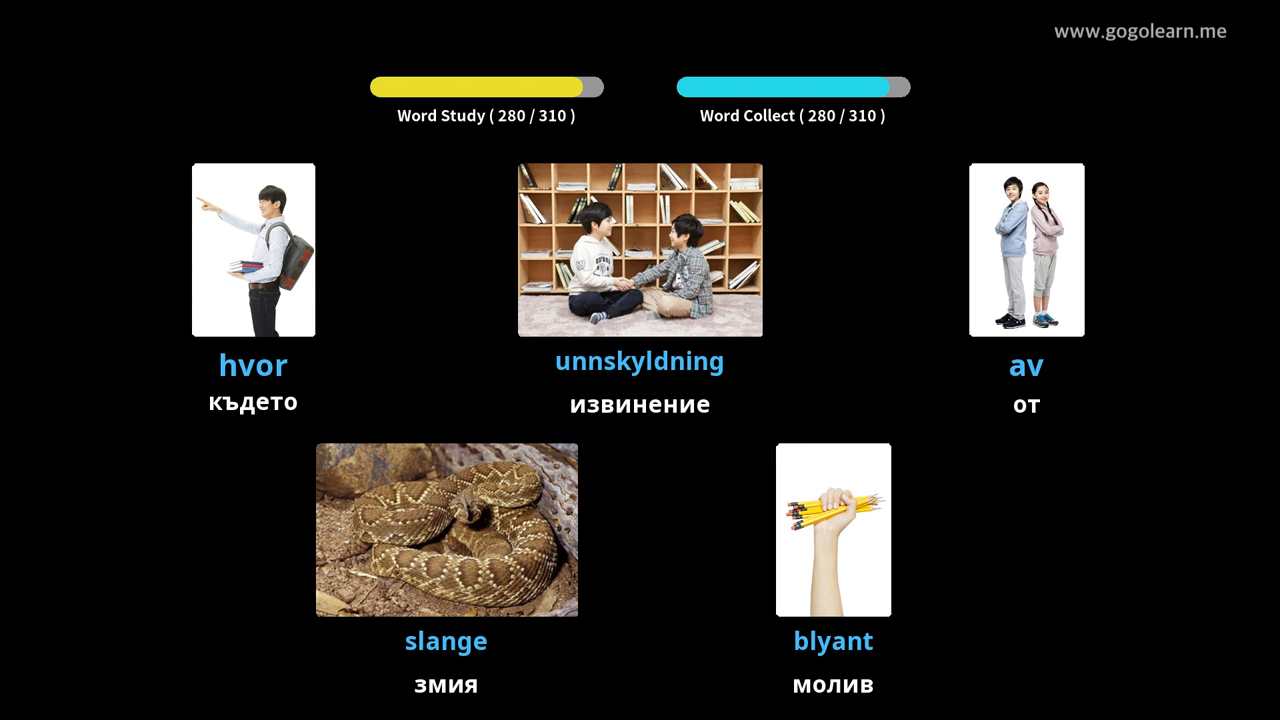 www.gogolearn.me
Word Study ( 280 / 310 )
Word Collect ( 280 / 310 )
hvor
където
unnskyldning
извинение
av
от
slange
змия
blyant
молив